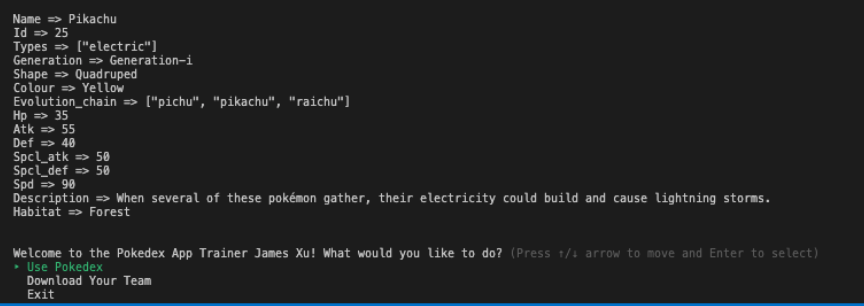 Name => Pikachu
Id => 25
Types => ["electric"]
Generation => Generation-i
Shape => Quadruped
Colour => Yellow
Evolution_chain => ["pichu", "pikachu", "raichu"]
Hp => 35
Atk => 55
Def => 40
Spcl_atk => 50
Spcl_def => 50
Spd => 90
Description => When several of these pokémon gather, their electricity could build and cause lightning storms.
Habitat => Forest
Welcome to the Pokedex App Trainer James Xu! What would you like to do? (Press ↑/↓ arrow to move and Enter to select)
‣ Use Pokedex
Download Your Team
Exit